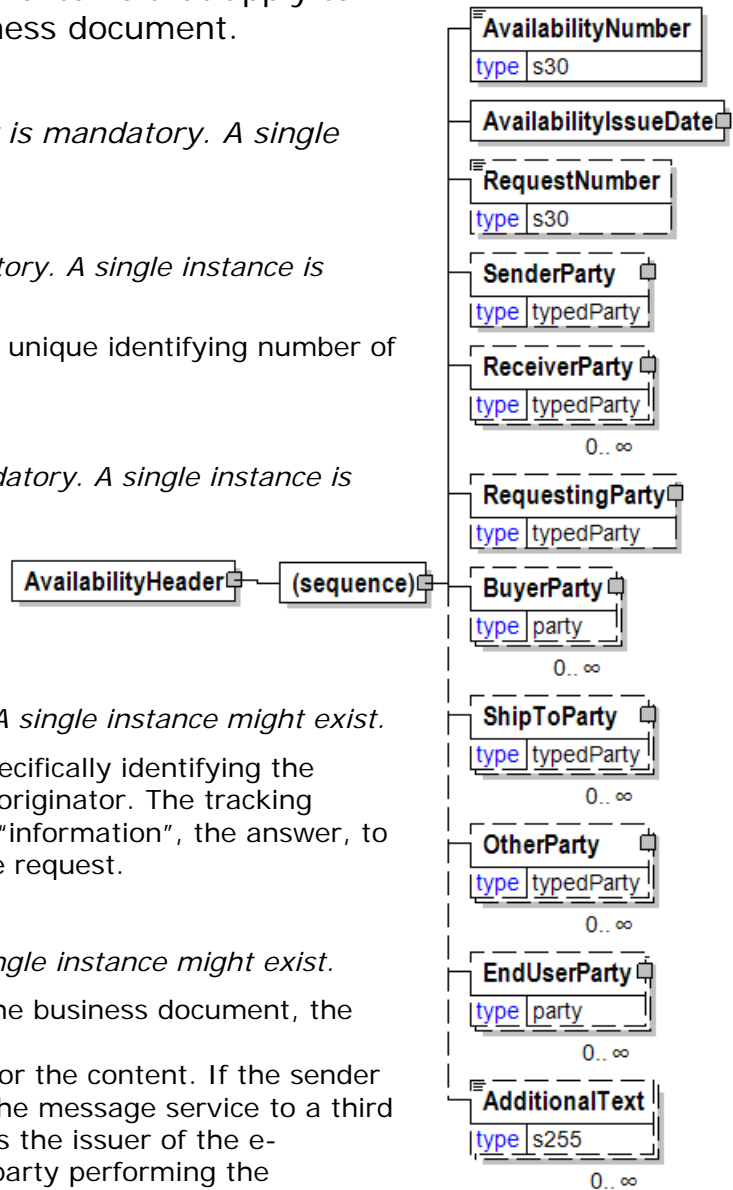 ness document.
is mandatory. A single
tory. A single instance is
unique identifying number of
datory. A single instance is
A single instance might exist.
ecifically identifying the
originator. The tracking
“information”, the answer, to
e request.
ngle instance might exist.
he business document, the
or the content. If the sender
he message service to a third
s the issuer of the e-
party performing the
AvailabilityHeader
(sequence)
AvailabilityNumber
type s30
AvailabilityIssueDate
RequestNumber
type s30
SenderParty
type typedParty
ReceiverParty
type typedParty
0.. ∞
RequestingParty
type typedParty
BuyerParty
type party
0.. ∞
ShipToParty
type typedParty
0.. ∞
OtherParty
type typedParty
0.. ∞
EndUserParty
type party
0.. ∞
AdditionalText
type s255
0.. ∞